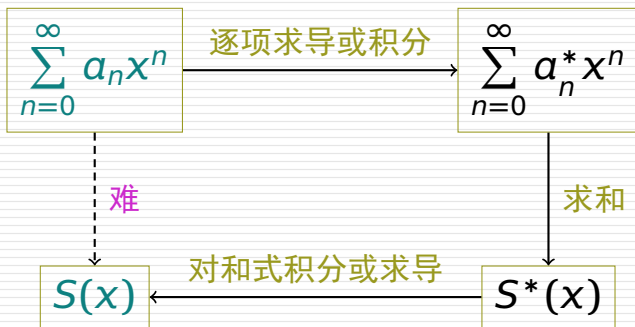 ∑_{n=0}^{∞} a_n x^n
逐项求导或积分
∑_{n=0}^{∞} a_n^* x^n
难
求和
S(x)
对和式积分或求导
S^*(x)